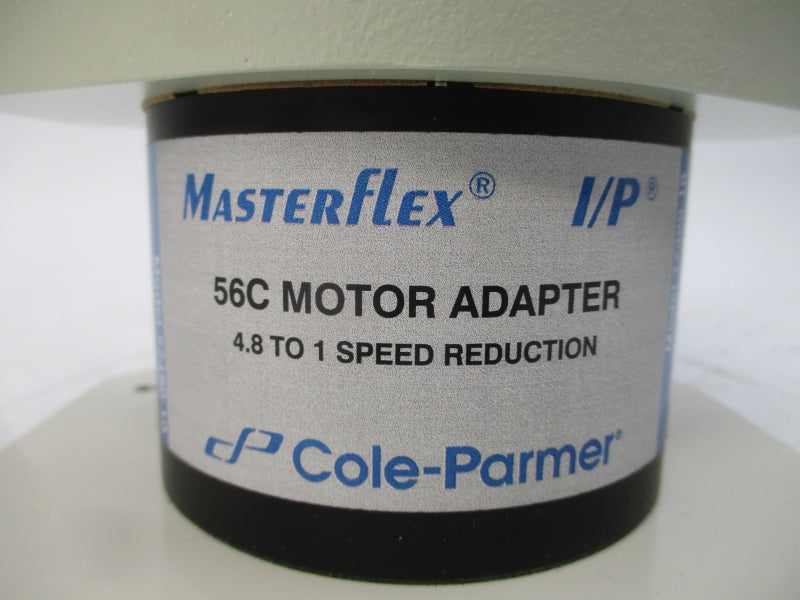 MASTERFLEX® I/P®
56C MOTOR ADAPTER
4.8 TO 1 SPEED REDUCTION
Cole-Parmer®